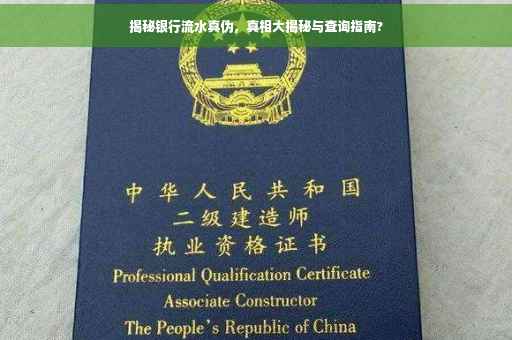 揭秘银行流水真伪，真相大揭秘与查询指南?
中华人民共和国
二级建造师
执业资格证书
Professional Qualification Certificate
Associate Constructor
The People's Republic of China